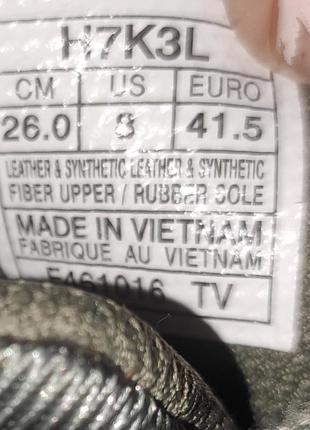 H7K3L
CM US EURO
26.0 8 41.5
LEATHER & SYNTHETIC LEATHER & SYNTHETIC
FIBER UPPER / RUBBER SOLE
MADE IN VIETNAM
FABRIQUE AU VIETNAM
F461016 TV